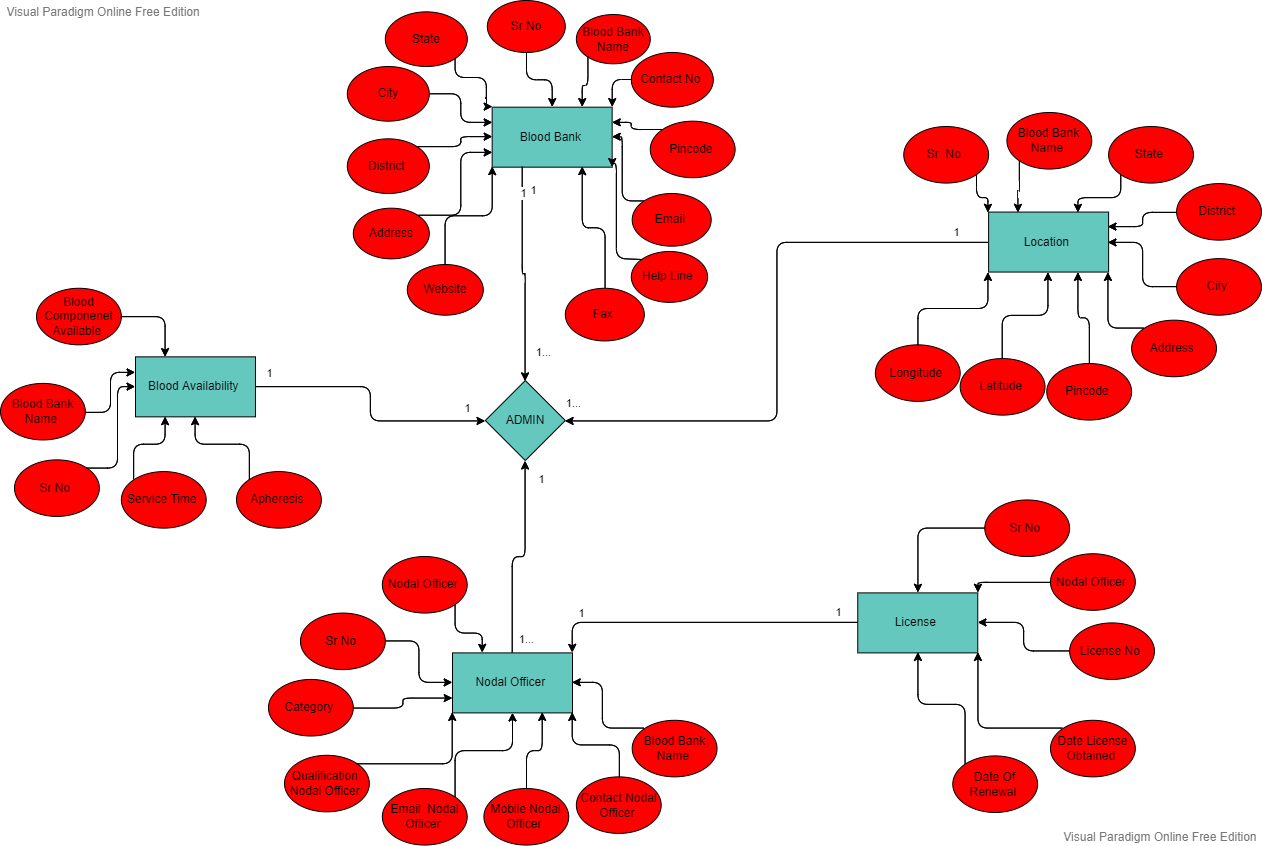 Visual Paradigm Online Free Edition
State
Sr No
Blood Bank
Name
City
Contact No
Blood Bank
District
Pincode
Address
Email
Website
Help Line
Fax
1
1
1...
Sr  No
Blood Bank
Name
State
District
Location
City
Longitude
Latitude
Pincode
Address
1
1...
Blood
Componenet
Available
Blood Availability
Blood Bank
Name
Sr No
Service Time
Apheresis
1
1
ADMIN
1
1...
Nodal Officer
Sr No
Nodal Officer
Category
Blood Bank
Name
Qualification
Nodal Officer
Email  Nodal
Officer
Mobile Nodal
Officer
Contact Nodal
Officer
1
1
Sr No
Nodal Officer
License
License No
Date License
Obtained
Date Of
Renewal
Visual Paradigm Online Free Edition